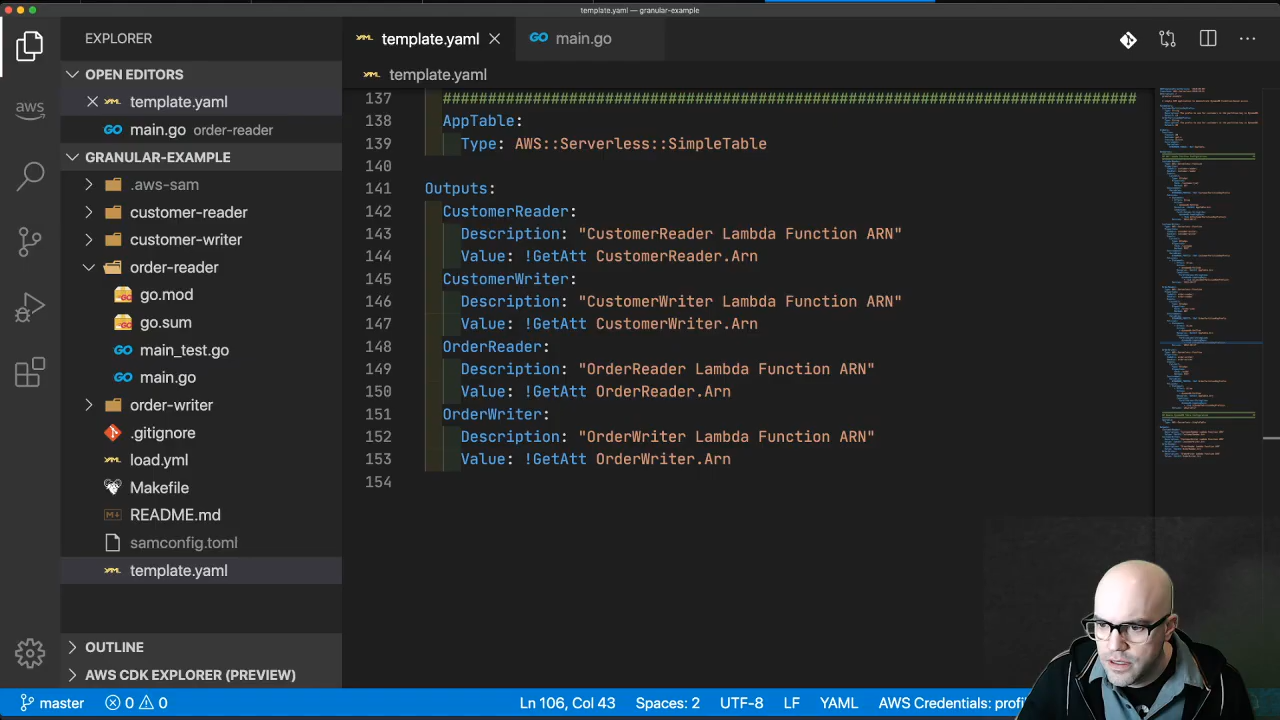 template.yaml — granular-example
EXPLORER
OPEN EDITORS
template.yaml
main.go order-reader
GRANULAR-EXAMPLE
.aws-sam
customer-reader
customer-writer
order-reader
go.mod
go.sum
main_test.go
main.go
order-writer
.gitignore
load.yml
Makefile
README.md
samconfig.toml
template.yaml
OUTLINE
AWS CDK EXPLORER (PREVIEW)
aws
template.yaml
main.go
template.yaml
137 #############################################################################
138 AppTable:
139 Type: AWS::Serverless::SimpleTable
140
141 Outputs:
142 CustomerReader:
143 Description: "CustomerReader Lambda Function ARN"
144 Value: !GetAtt CustomerReader.Arn
145 CustomerWriter:
146 Description: "CustomerWriter Lambda Function ARN"
147 Value: !GetAtt CustomerWriter.Arn
148 OrderReader:
149 Description: "OrderReader Lambda Function ARN"
150 Value: !GetAtt OrderReader.Arn
151 OrderWriter:
152 Description: "OrderWriter Lambda Function ARN"
153 Value: !GetAtt OrderWriter.Arn
154
master 0 0 Ln 106, Col 43 Spaces: 2 UTF-8 LF YAML AWS Credentials: profi